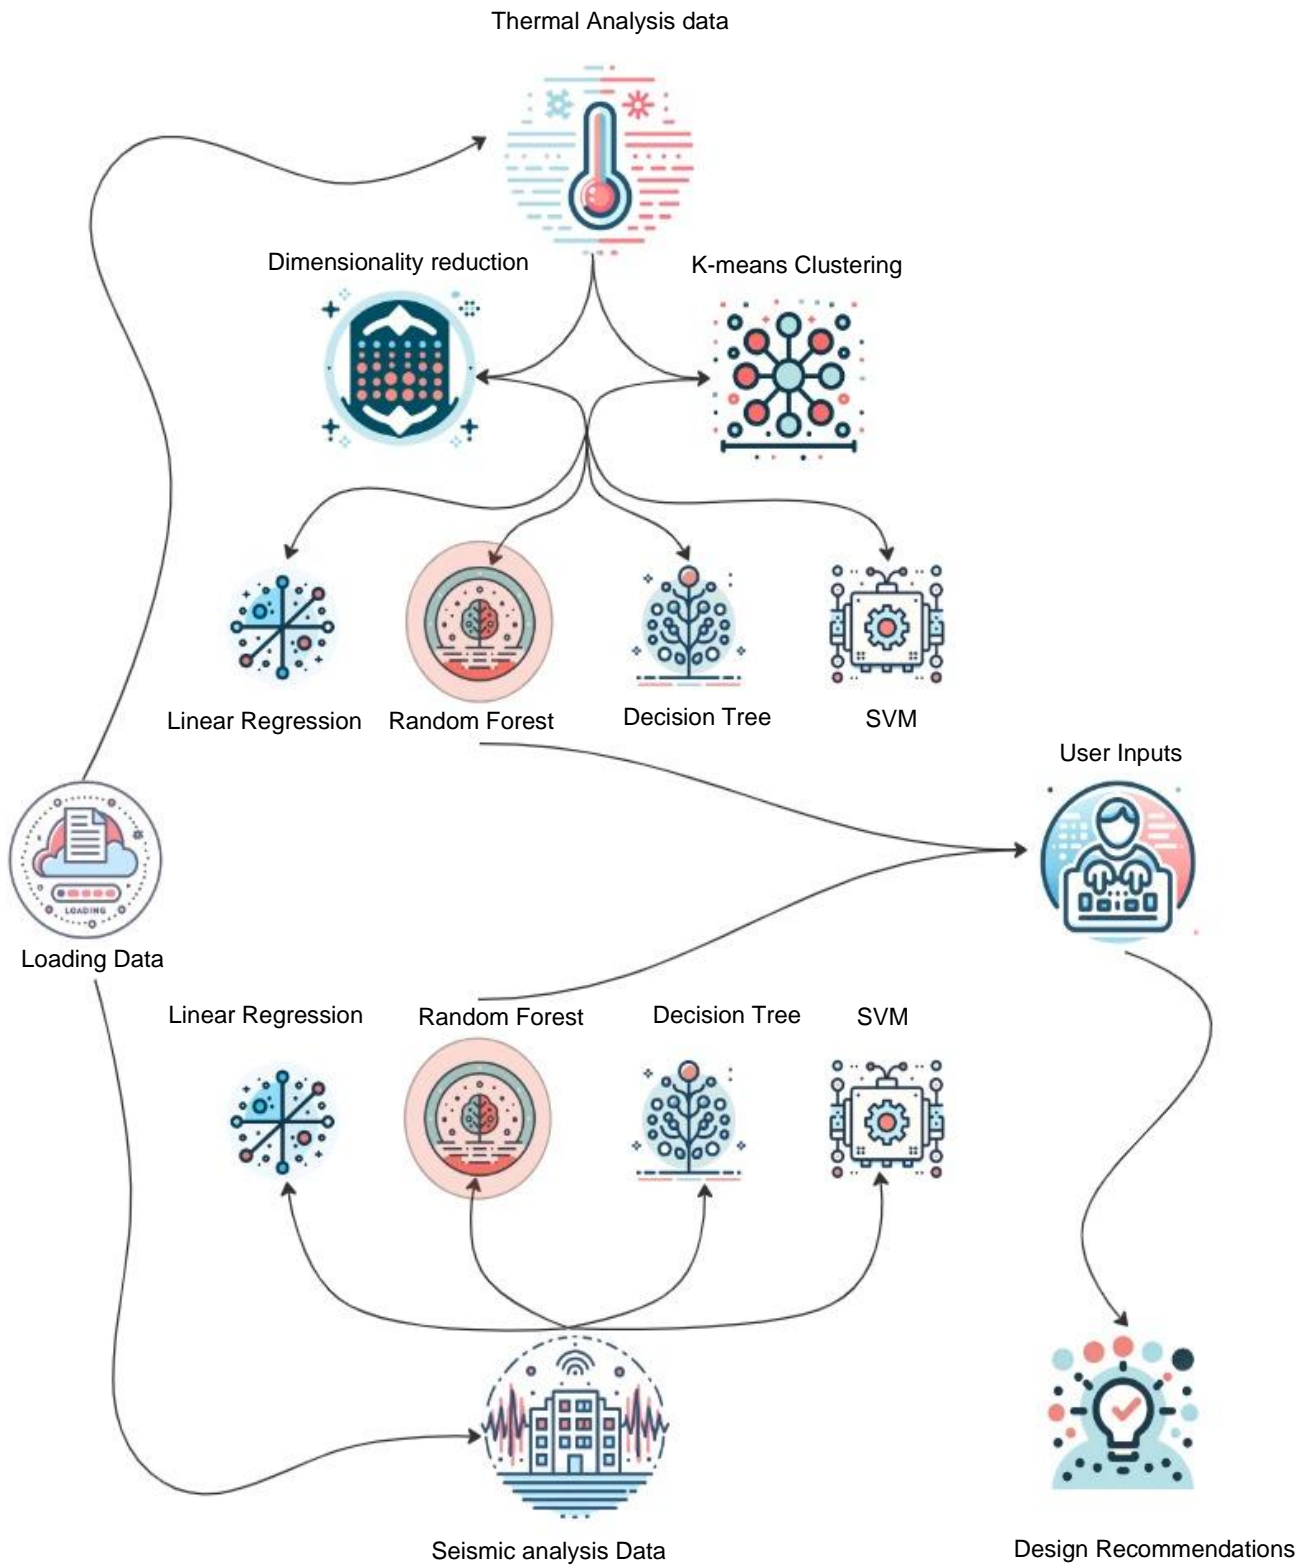 Thermal Analysis data
Dimensionality reduction
K-means Clustering
Linear Regression
Random Forest
Decision Tree
SVM
User Inputs
LOADING
Loading Data
Linear Regression
Random Forest
Decision Tree
SVM
Seismic analysis Data
Design Recommendations